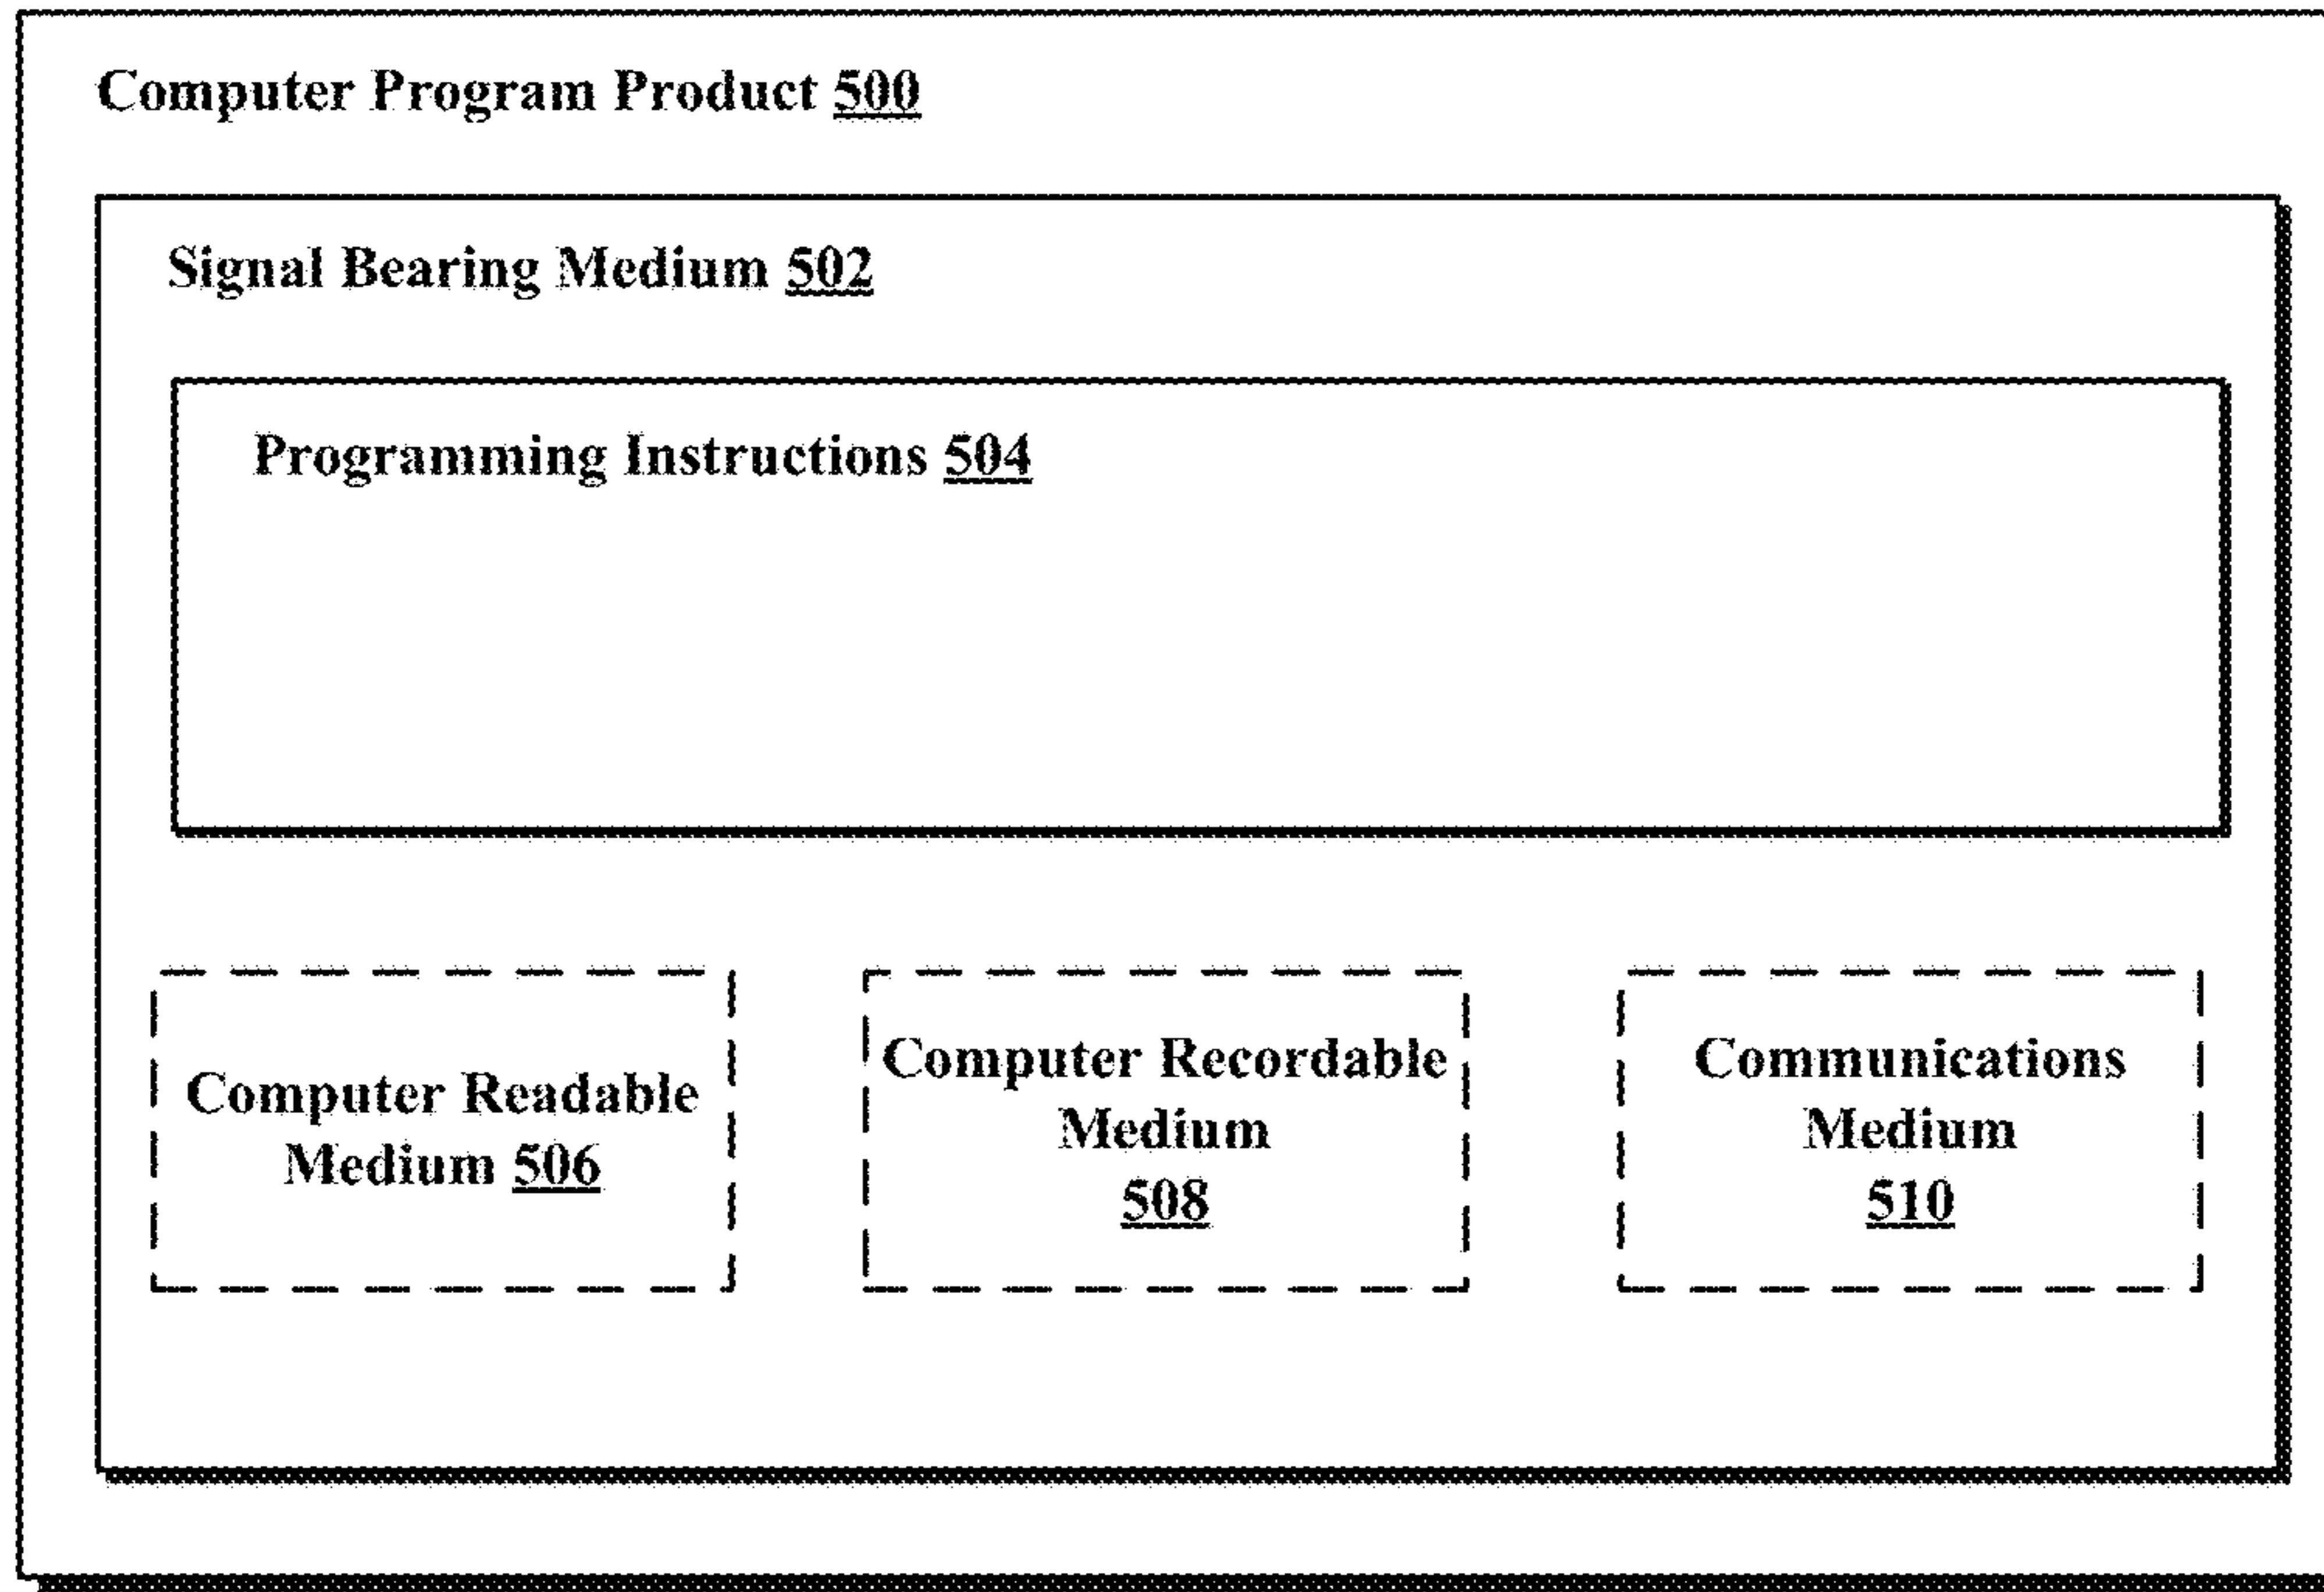 Computer Program Product 500
Signal Bearing Medium 502
Programming Instructions 504
Computer Readable
Medium 506
Computer Recordable
Medium
508
Communications
Medium
510